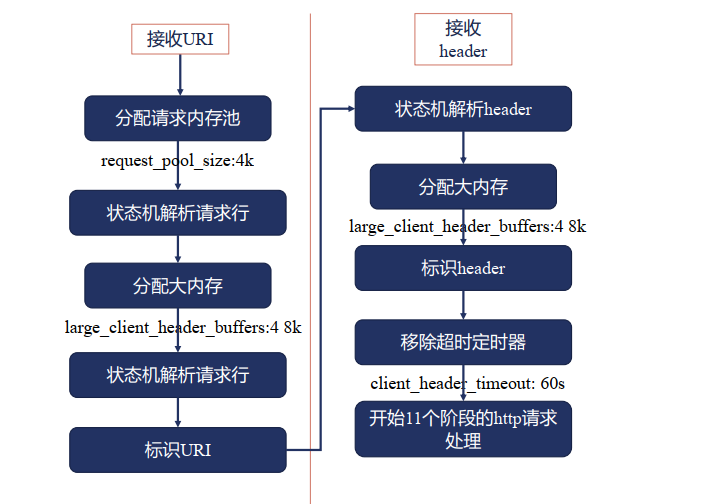 接收URI
分配请求内存池
request_pool_size:4k
状态机解析请求行
分配大内存
large_client_header_buffers:4 8k
状态机解析请求行
标识URI
接收
header
状态机解析header
分配大内存
large_client_header_buffers:4 8k
标识header
移除超时定时器
client_header_timeout: 60s
开始11个阶段的http请求
处理